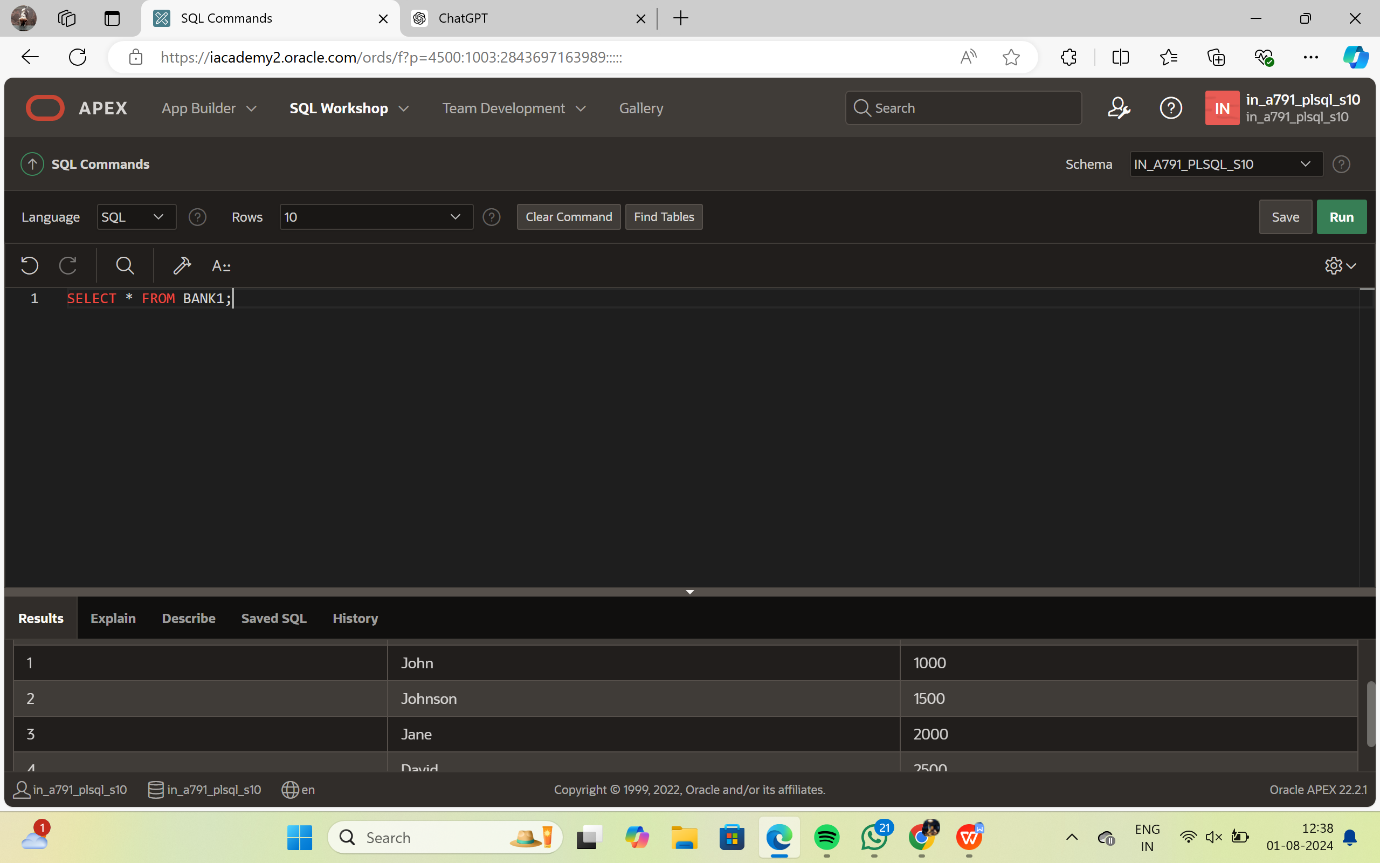 SQL Commands
ChatGPT
https://iacademy2.oracle.com/ords/f?p=4500:1003:2843697163989:::::
APEX App Builder SQL Workshop Team Development Gallery Search IN in_a791_plsql_s10
in_a791_plsql_s10
SQL Commands Schema IN_A791_PLSQL_S10
Language SQL Rows 10 Clear Command Find Tables Save Run
1 SELECT * FROM BANK1;
Results Explain Describe Saved SQL History
1 John 1000
2 Johnson 1500
3 Jane 2000
4 David 2500
in_a791_plsql_s10 in_a791_plsql_s10 en Copyright © 1999, 2022, Oracle and/or its affiliates. Oracle APEX 22.2.1
1 Search 21 ENG 12:38
IN 01-08-2024